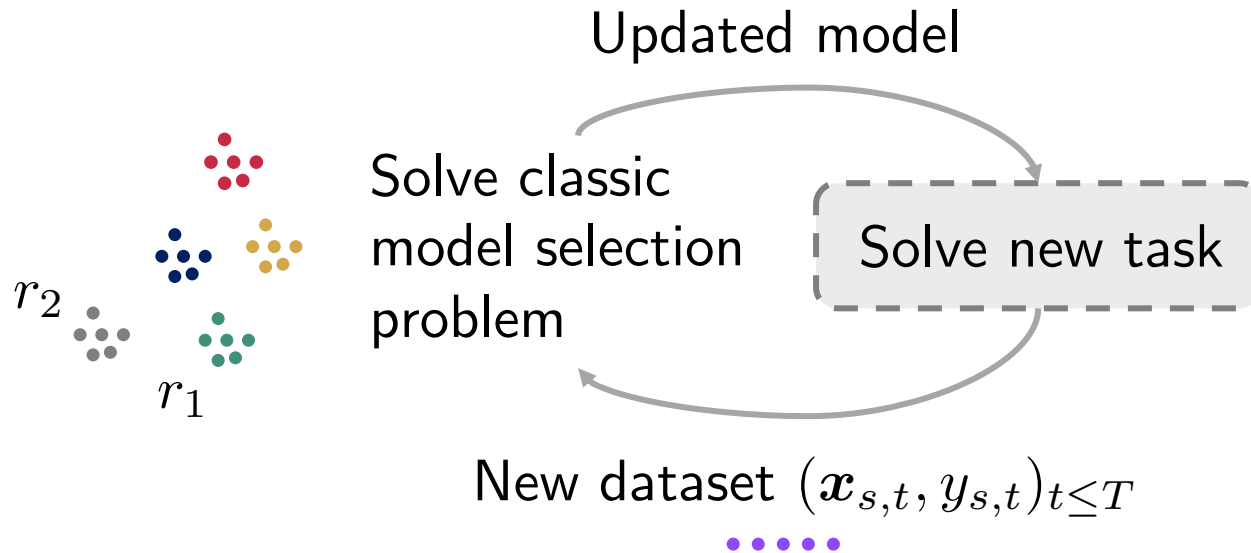 Updated model
Solve classic
model selection
problem
Solve new task
r_2
r_1
New dataset (x_{s,t}, y_{s,t})_{t≤T}